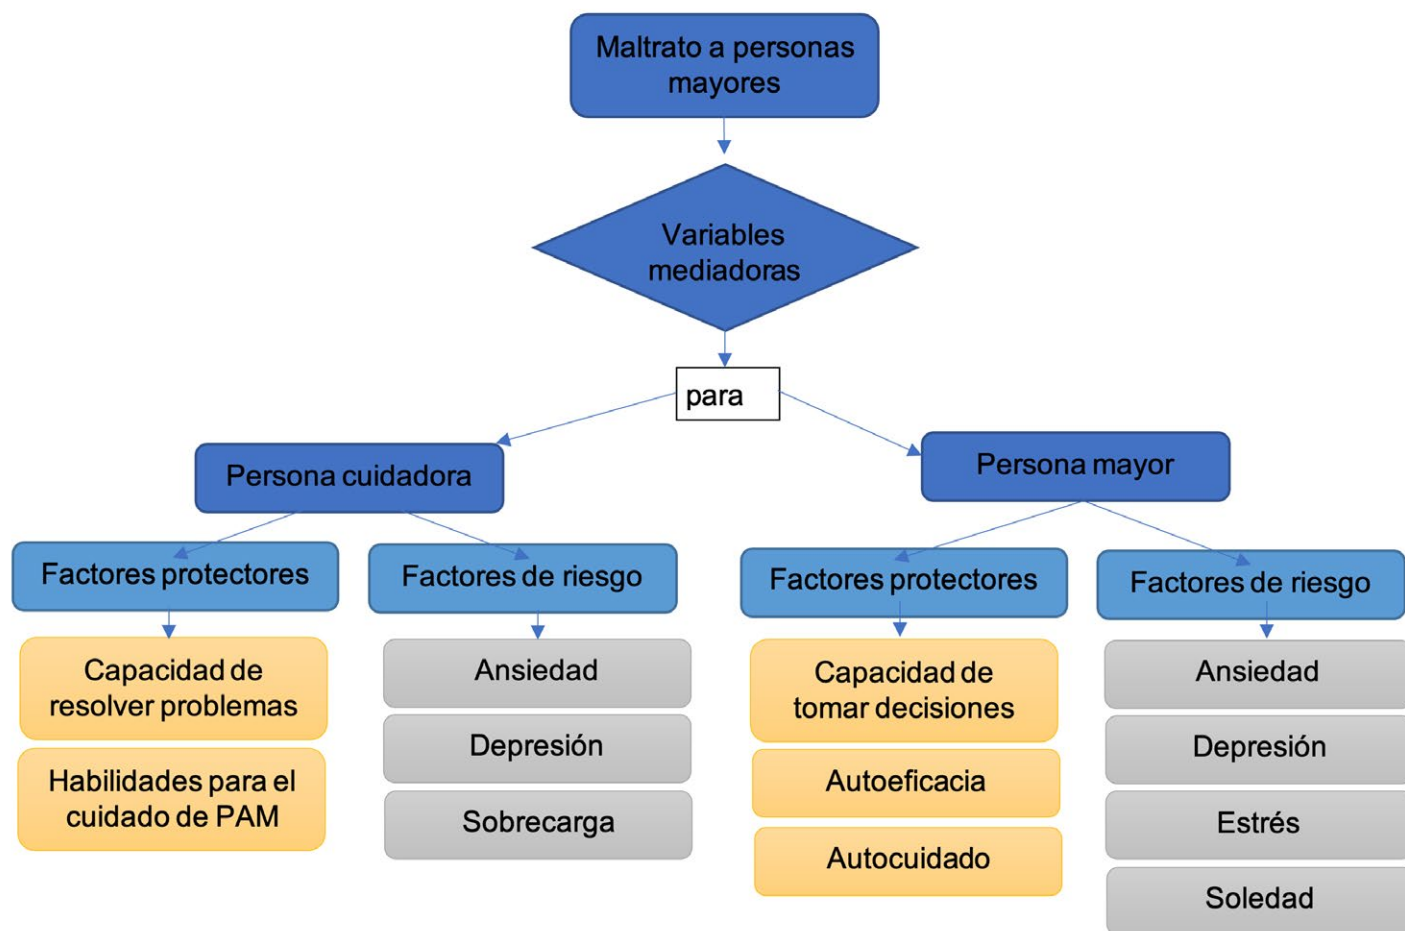 Maltrato a personas
mayores
Variables
mediadoras
para
Persona cuidadora
Persona mayor
Factores protectores
Factores de riesgo
Factores protectores
Factores de riesgo
Capacidad de
resolver problemas
Habilidades para el
cuidado de PAM
Ansiedad
Depresión
Sobrecarga
Capacidad de
tomar decisiones
Autoeficacia
Autocuidado
Ansiedad
Depresión
Estrés
Soledad